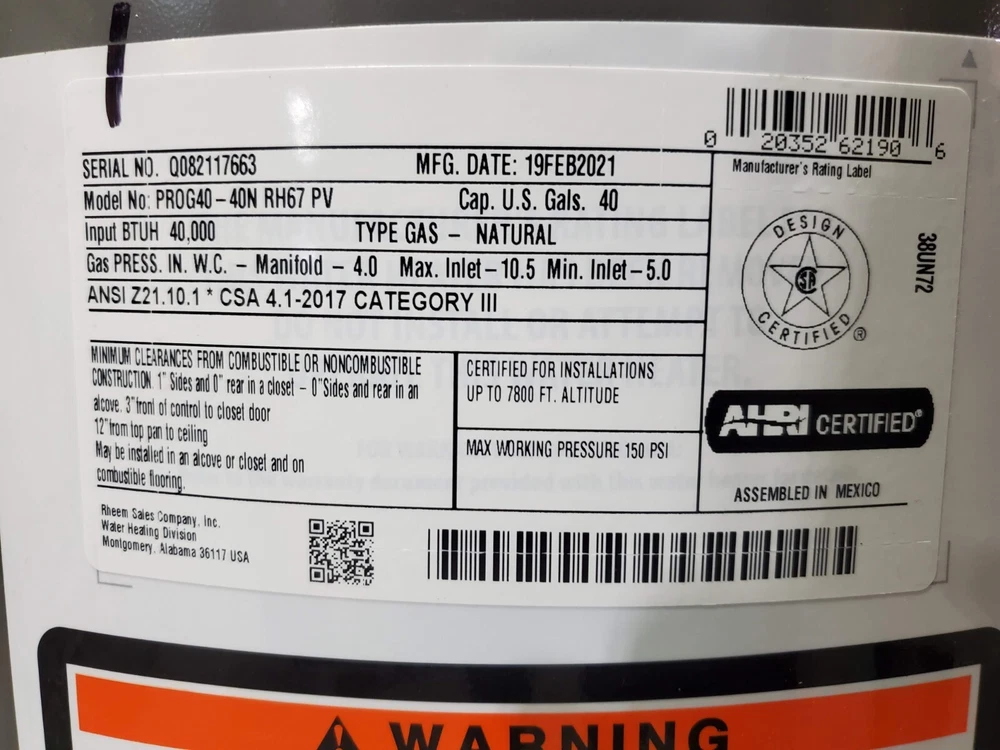 0 20352 62190 6
Manufacturer's Rating Label
SERIAL NO. Q082117663 MFG. DATE: 19FEB2021
Model No: PROG40-40N RH67 PV Cap. U.S. Gals. 40
Input BTUH 40,000 TYPE GAS - NATURAL
Gas PRESS. IN. W.C. - Manifold - 4.0 Max. Inlet-10.5 Min. Inlet-5.0
ANSI Z21.10.1 * CSA 4.1-2017 CATEGORY III
MINIMUM CLEARANCES FROM COMBUSTIBLE OR NONCOMBUSTIBLE
CONSTRUCTION 1" Sides and 0" rear in a closet - 0"Sides and rear in an
alcove. 3"front of control to closet door
12"from top pan to ceiling
May be installed in an alcove or closet and on
combustible flooring.
CERTIFIED FOR INSTALLATIONS
UP TO 7800 FT. ALTITUDE
MAX WORKING PRESSURE 150 PSI
DESIGN
SA
CERTIFIED®
38UN72
AHRI CERTIFIED®
ASSEMBLED IN MEXICO
Rheem Sales Company, Inc.
Water Heating Division
Montgomery, Alabama 36117 USA
WARNING